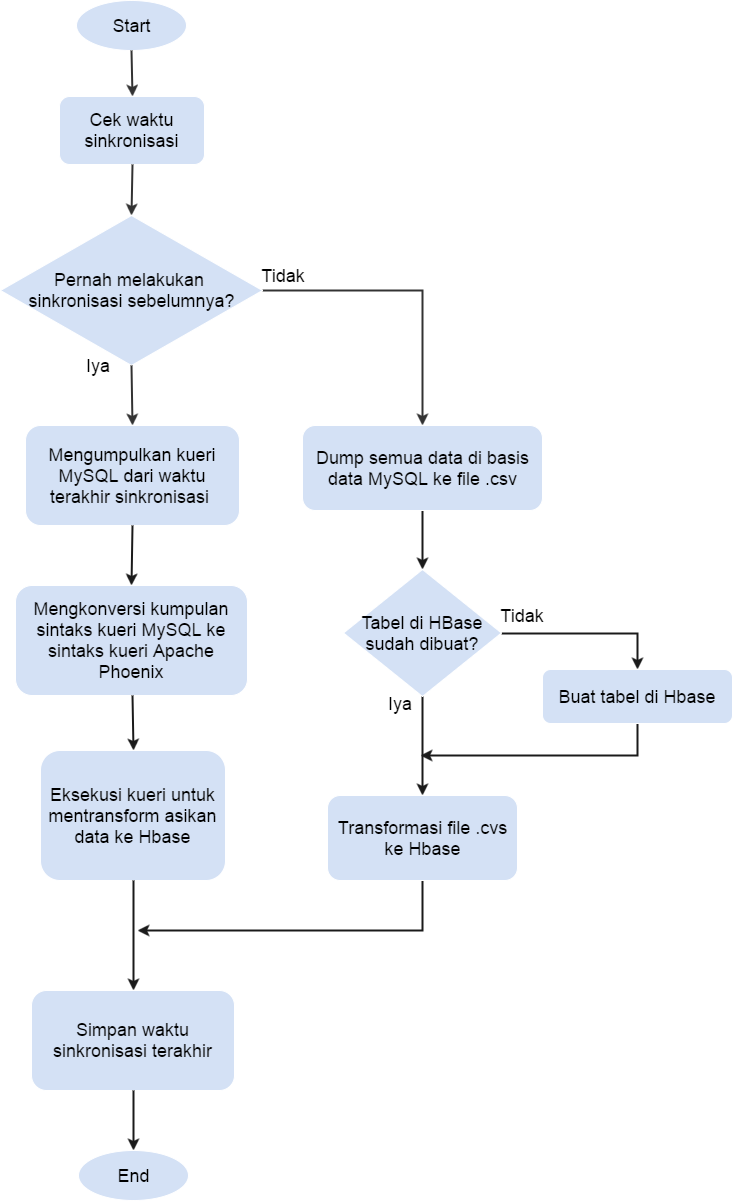 Start
Cek waktu
sinkronisasi
Pernah melakukan
sinkronisasi sebelumnya?
Tidak
Iya
Mengumpulkan kueri
MySQL dari waktu
terakhir sinkronisasi
Dump semua data di basis
data MySQL ke file .csv
Mengkonversi kumpulan
sintaks kueri MySQL ke
sintaks kueri Apache
Phoenix
Tabel di HBase
sudah dibuat?
Tidak
Iya
Buat tabel di Hbase
Eksekusi kueri untuk
mentransform asikan
data ke Hbase
Transformasi file .cvs
ke Hbase
Simpan waktu
sinkronisasi terakhir
End